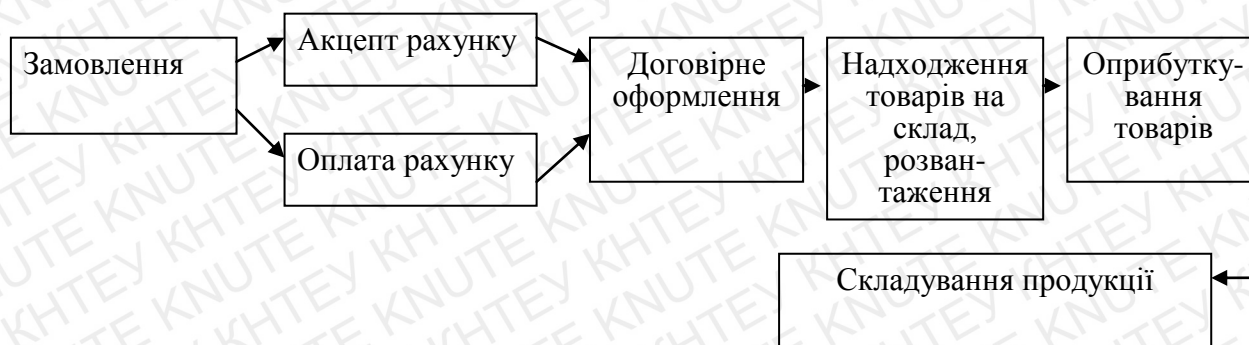 Замовлення
Акцепт рахунку
Оплата рахунку
Договірне
оформлення
Надходження
товарів на
склад,
розван-
таження
Оприбутку-
вання
товарів
Складування продукції